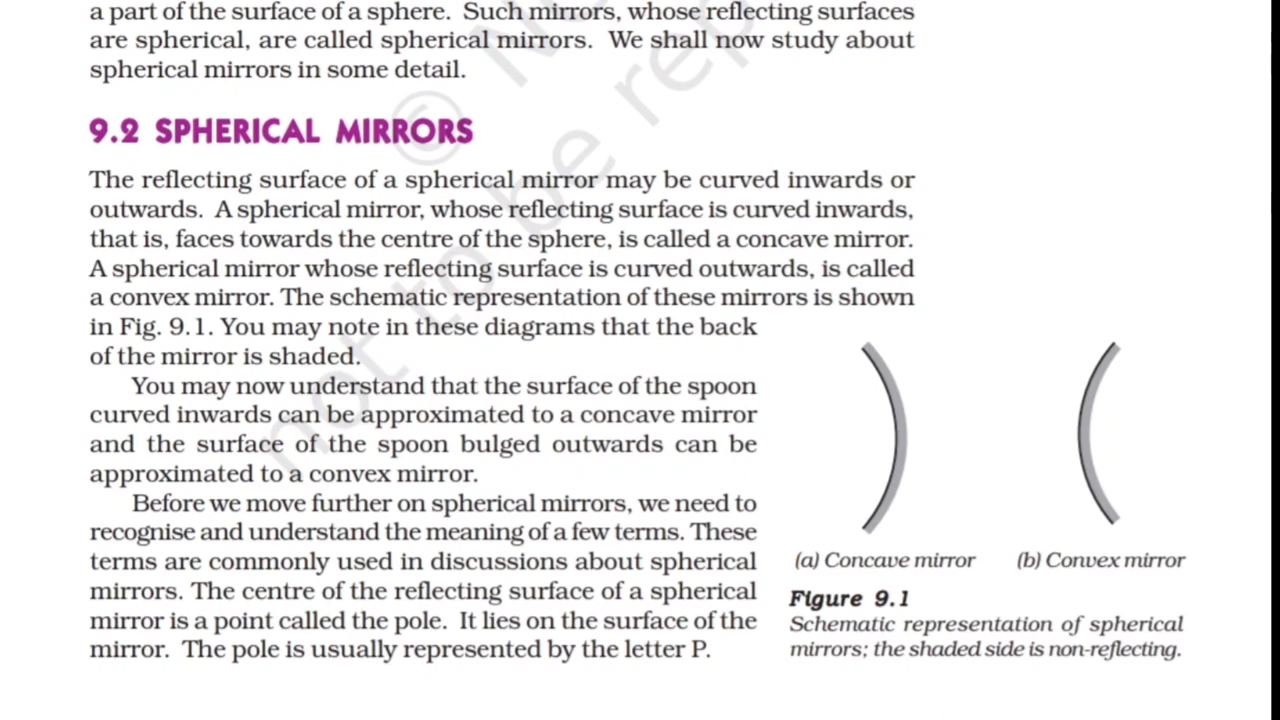 a part of the surface of a sphere. Such mirrors, whose reflecting surfaces
are spherical, are called spherical mirrors. We shall now study about
spherical mirrors in some detail.
9.2 SPHERICAL MIRRORS
The reflecting surface of a spherical mirror may be curved inwards or
outwards. A spherical mirror, whose reflecting surface is curved inwards,
that is, faces towards the centre of the sphere, is called a concave mirror.
A spherical mirror whose reflecting surface is curved outwards, is called
a convex mirror. The schematic representation of these mirrors is shown
in Fig. 9.1. You may note in these diagrams that the back
of the mirror is shaded.
You may now understand that the surface of the spoon
curved inwards can be approximated to a concave mirror
and the surface of the spoon bulged outwards can be
approximated to a convex mirror.
Before we move further on spherical mirrors, we need to
recognise and understand the meaning of a few terms. These
terms are commonly used in discussions about spherical
mirrors. The centre of the reflecting surface of a spherical
mirror is a point called the pole. It lies on the surface of the
mirror. The pole is usually represented by the letter P.
(a) Concave mirror (b) Convex mirror
Figure 9.1
Schematic representation of spherical
mirrors; the shaded side is non-reflecting.
© N
not to be rep